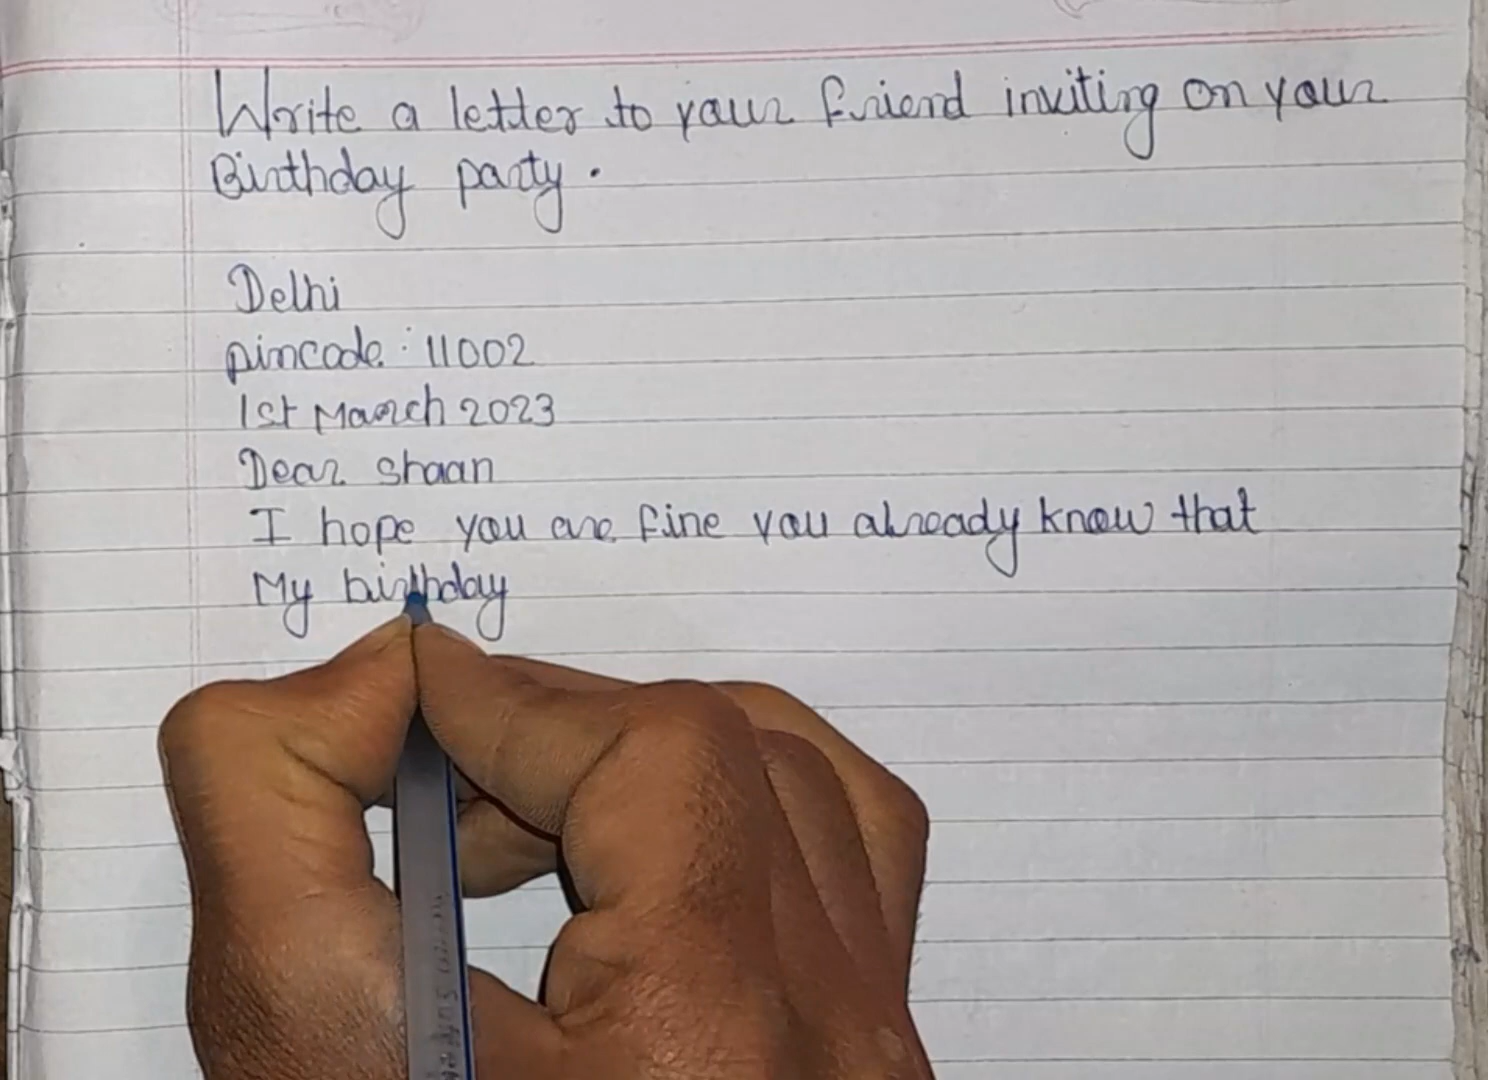 Write a letter to your friend inviting on your
Birthday party.
Delhi
pincode: 11002
1st March 2023
Dear shaan
I hope you are fine you already know that
My birthday